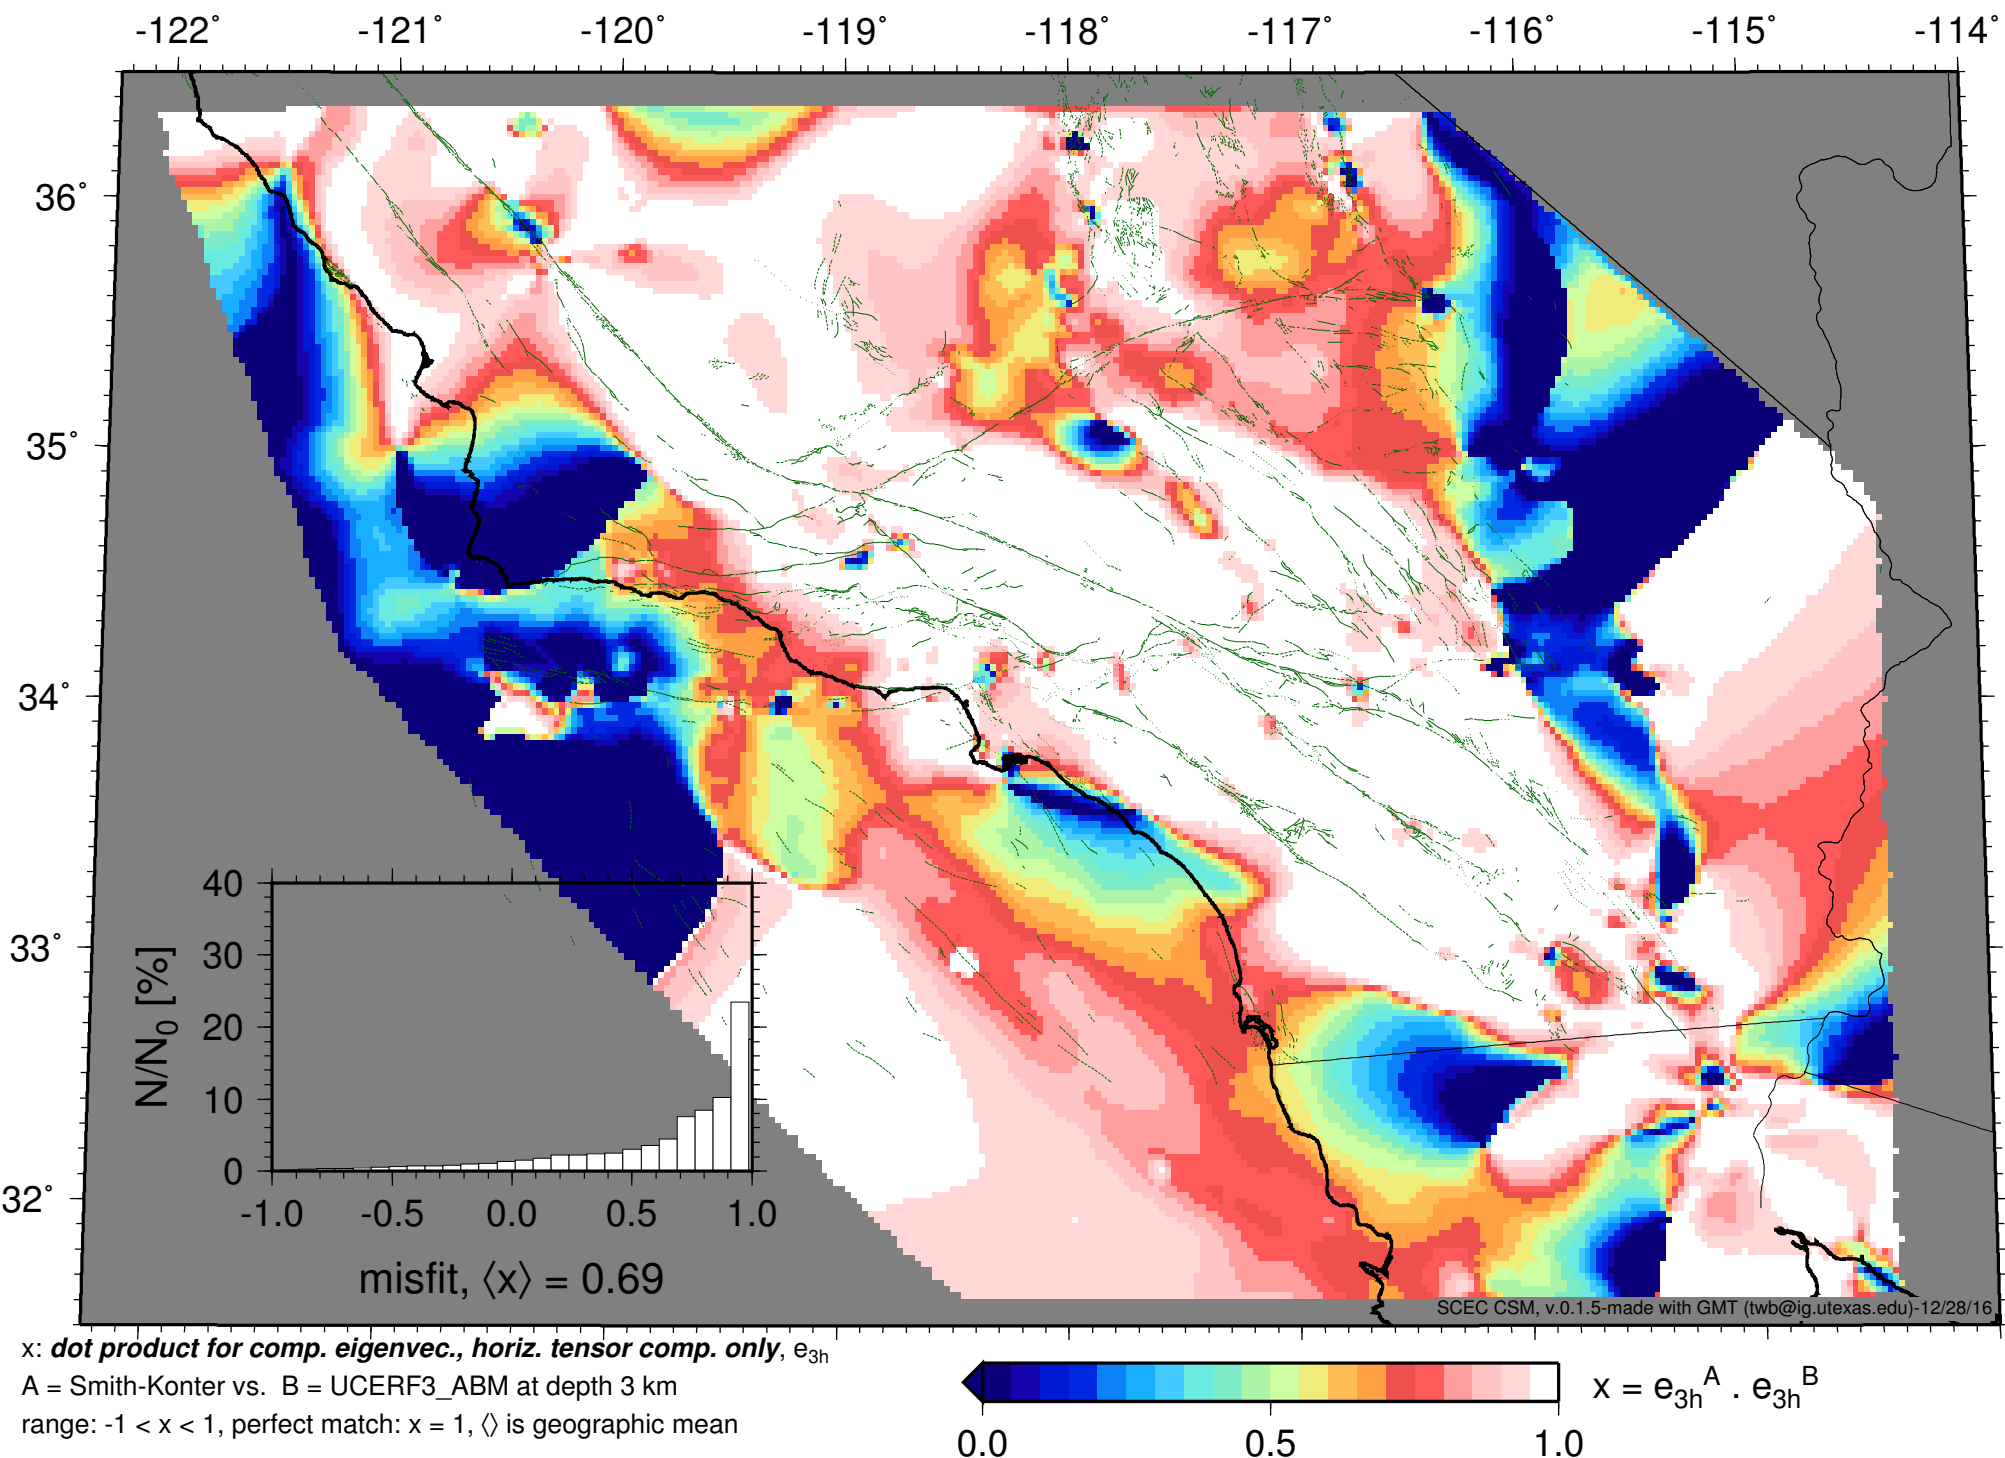 -122° -121° -120° -119° -118° -117° -116° -115° -114°
36°
35°
34°
33°
32°
40
30
20
10
0
N/N0 [%]
-1.0 -0.5 0.0 0.5 1.0
misfit, ⟨x⟩ = 0.69
SCEC CSM, v.0.1.5-made with GMT (twb@ig.utexas.edu)-12/28/16
x: dot product for comp. eigenvec., horiz. tensor comp. only, e3h
A = Smith-Konter vs. B = UCERF3_ABM at depth 3 km
range: -1 < x < 1, perfect match: x = 1, ⟨⟩ is geographic mean
x = e3h^A . e3h^B
0.0 0.5 1.0